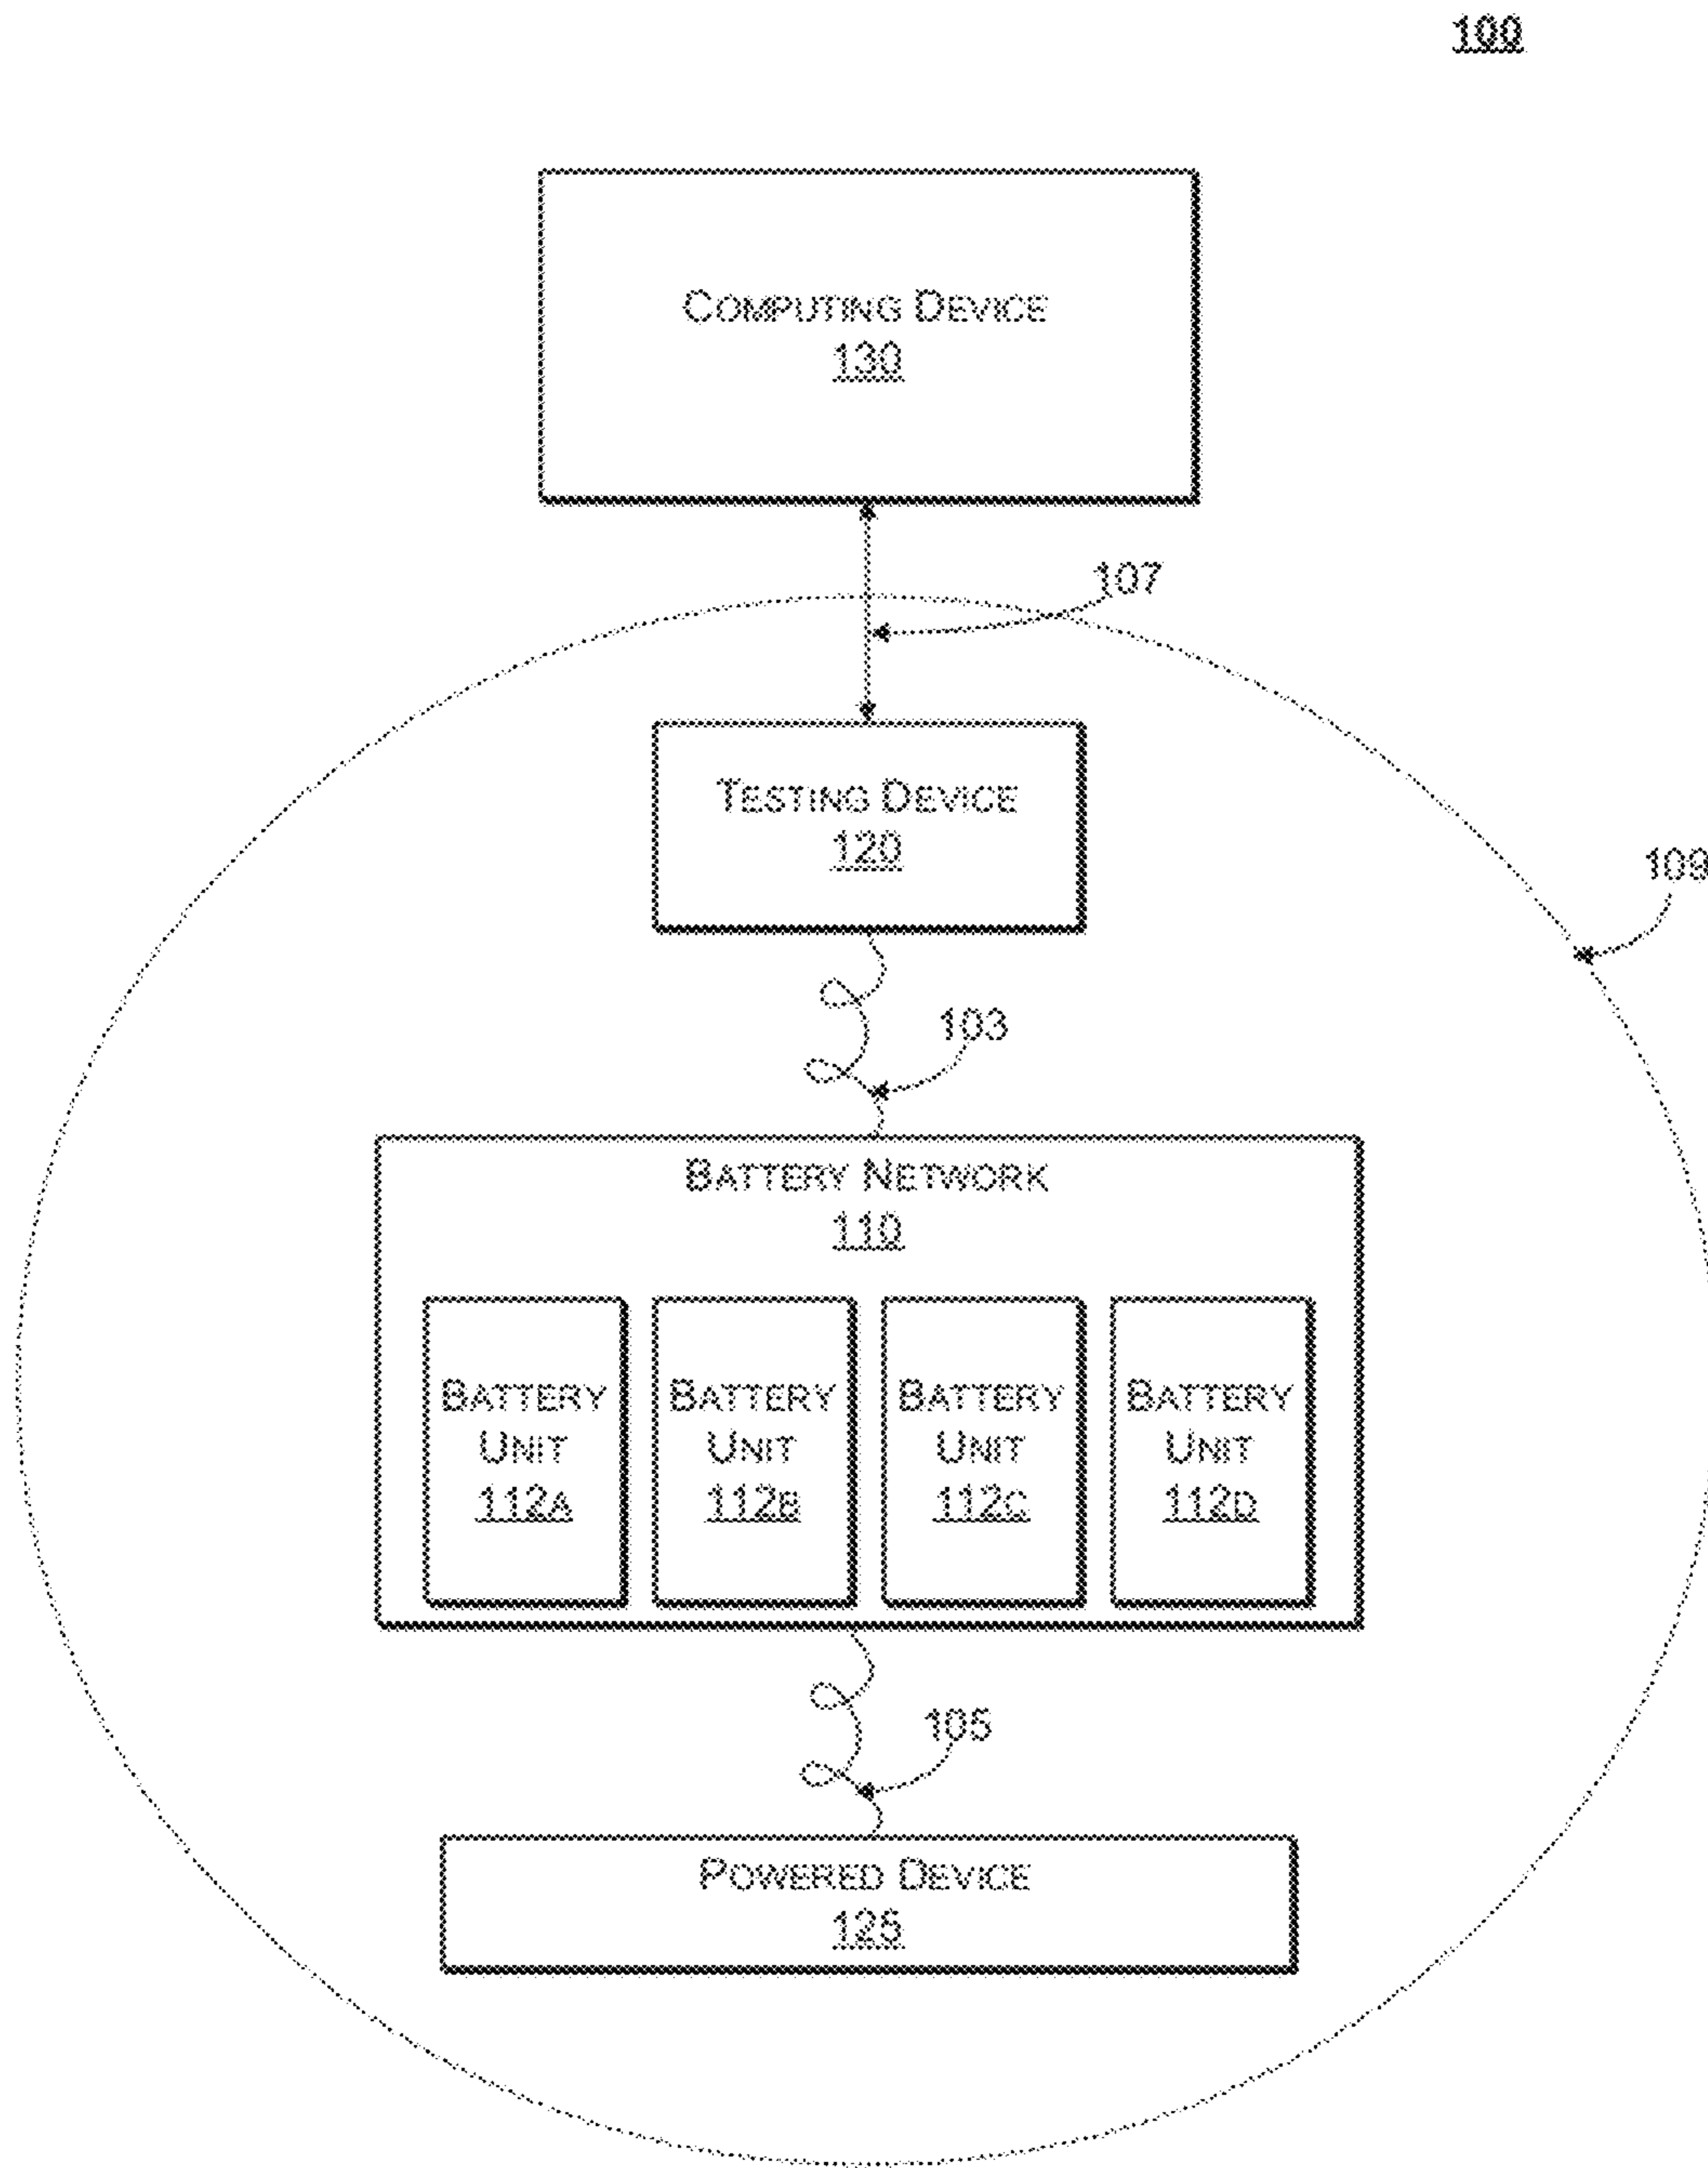 100
COMPUTING DEVICE
130
107
TESTING DEVICE
120
109
103
BATTERY NETWORK
110
BATTERY UNIT 112A
BATTERY UNIT 112B
BATTERY UNIT 112C
BATTERY UNIT 112D
105
POWERED DEVICE
125